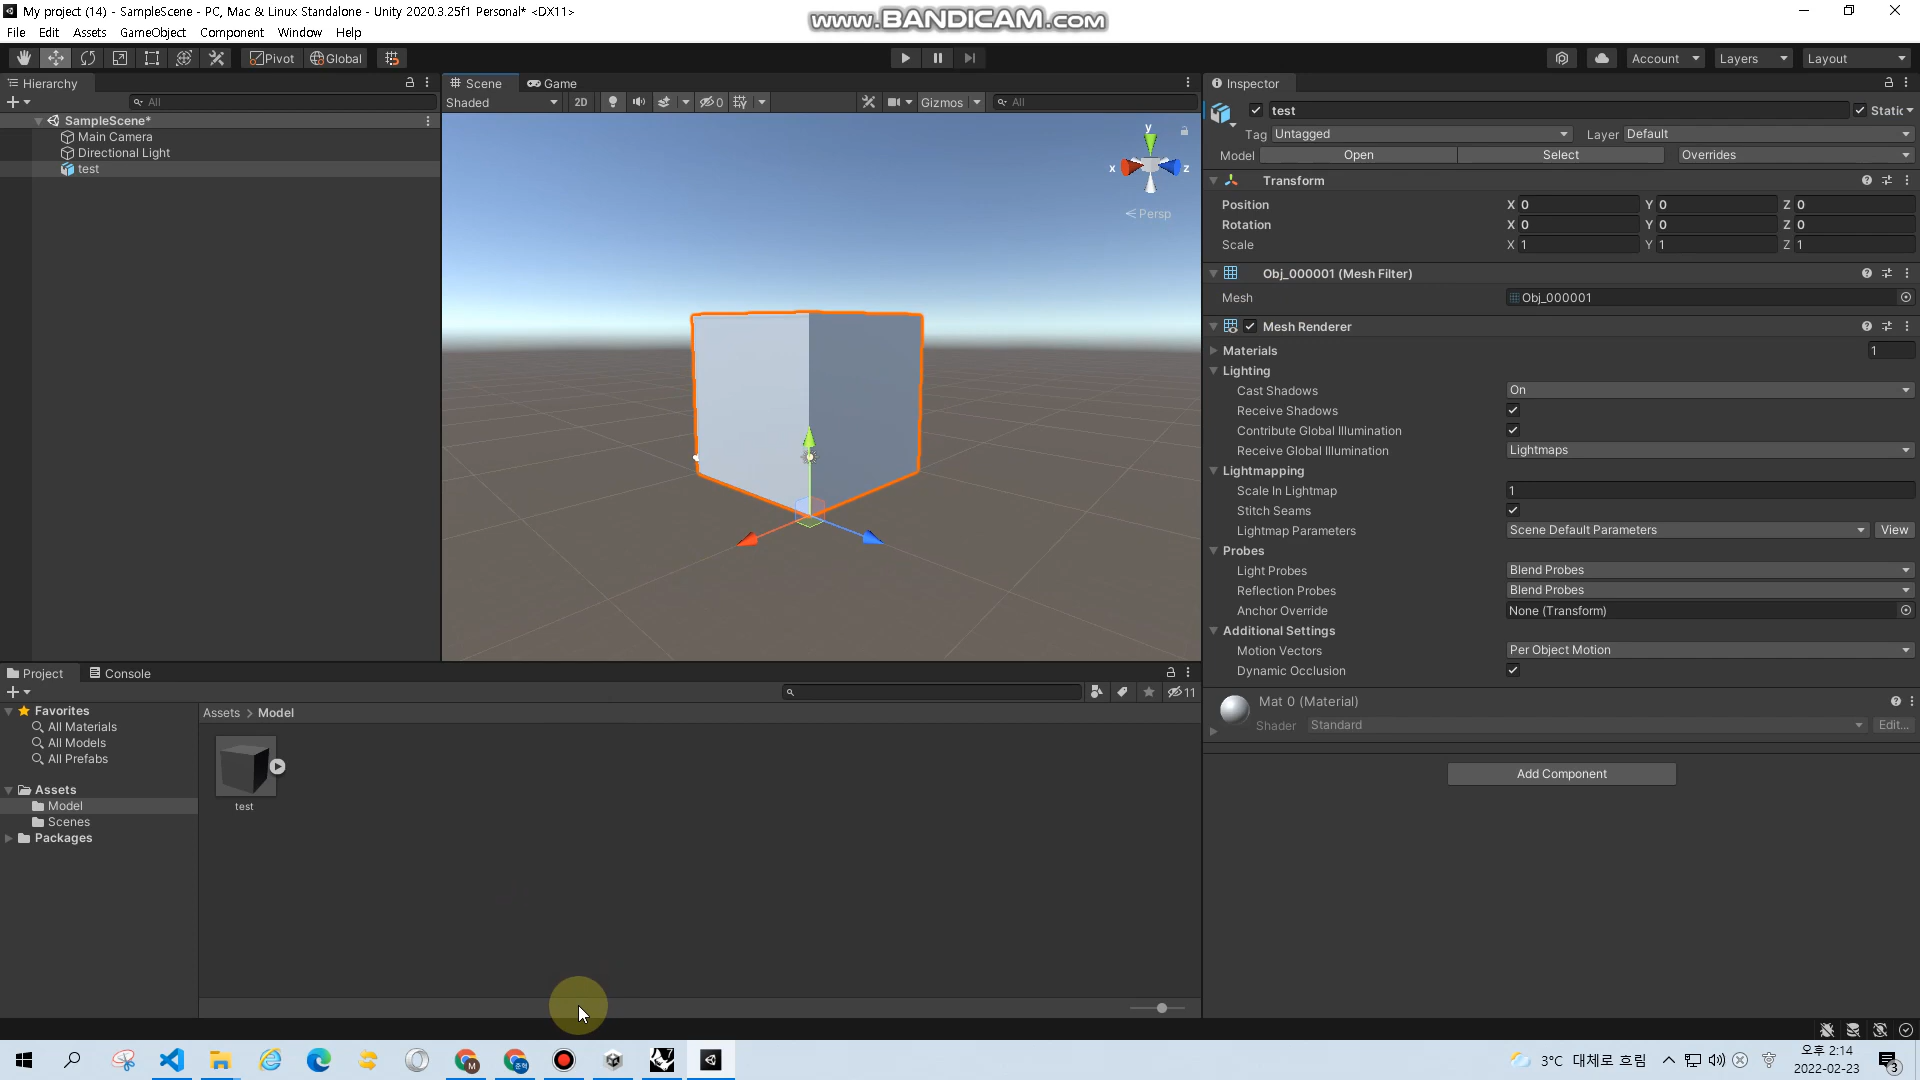 My project (14) - SampleScene - PC, Mac & Linux Standalone - Unity 2020.3.25f1 Personal* <DX11>
www.BANDICAM.com
File Edit Assets GameObject Component Window Help
Pivot Global Account Layers Layout
Hierarchy
All
SampleScene*
Main Camera
Directional Light
test
Scene Game
Shaded 2D 0 Gizmos All
y
x z
Persp
Inspector
test Static
Tag Untagged Layer Default
Model Open Select Overrides
Transform
Position X 0 Y 0 Z 0
Rotation X 0 Y 0 Z 0
Scale X 1 Y 1 Z 1
Obj_000001 (Mesh Filter)
Mesh Obj_000001
Mesh Renderer
Materials 1
Lighting
Cast Shadows On
Receive Shadows
Contribute Global Illumination
Receive Global Illumination Lightmaps
Lightmapping
Scale In Lightmap 1
Stitch Seams
Lightmap Parameters Scene Default Parameters View
Probes
Light Probes Blend Probes
Reflection Probes Blend Probes
Anchor Override None (Transform)
Additional Settings
Motion Vectors Per Object Motion
Dynamic Occlusion
Mat 0 (Material)
Shader Standard Edit...
Add Component
Project Console
11
Favorites
All Materials
All Models
All Prefabs
Assets
Model
Scenes
Packages
Assets > Model
test
3°C 대체로 흐림
오후 2:14
2022-02-23
3